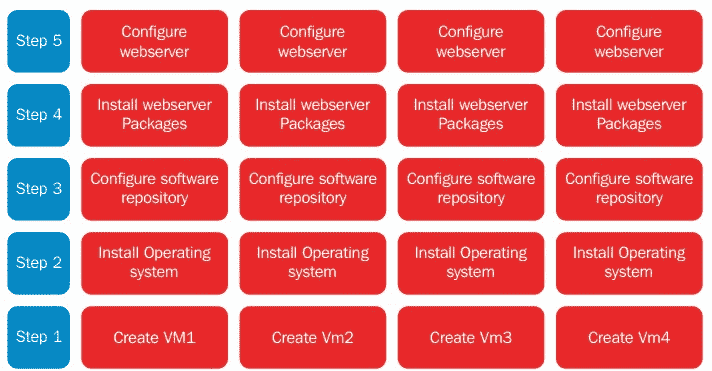 Step 5
Configure
webserver
Configure
webserver
Configure
webserver
Configure
webserver
Step 4
Install webserver
Packages
Install webserver
Packages
Install webserver
Packages
Install webserver
Packages
Step 3
Configure software
repository
Configure software
repository
Configure software
repository
Configure software
repository
Step 2
Install Operating
system
Install Operating
system
Install Operating
system
Install Operating
system
Step 1
Create VM1
Create Vm2
Create Vm3
Create Vm4